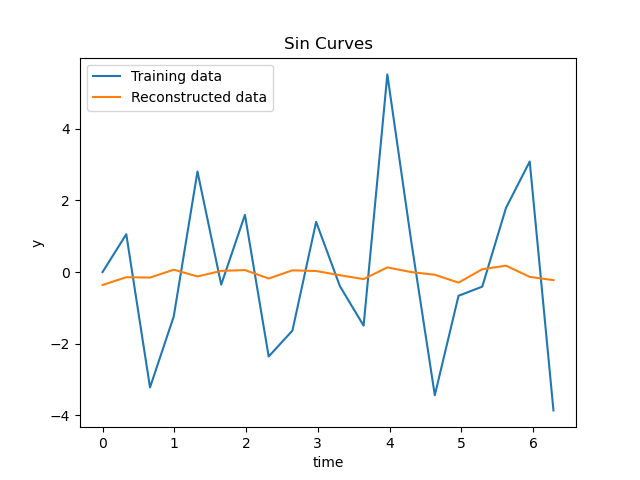 Sin Curves
Training data
Reconstructed data
4
2
0
−2
−4
y
0 1 2 3 4 5 6
time